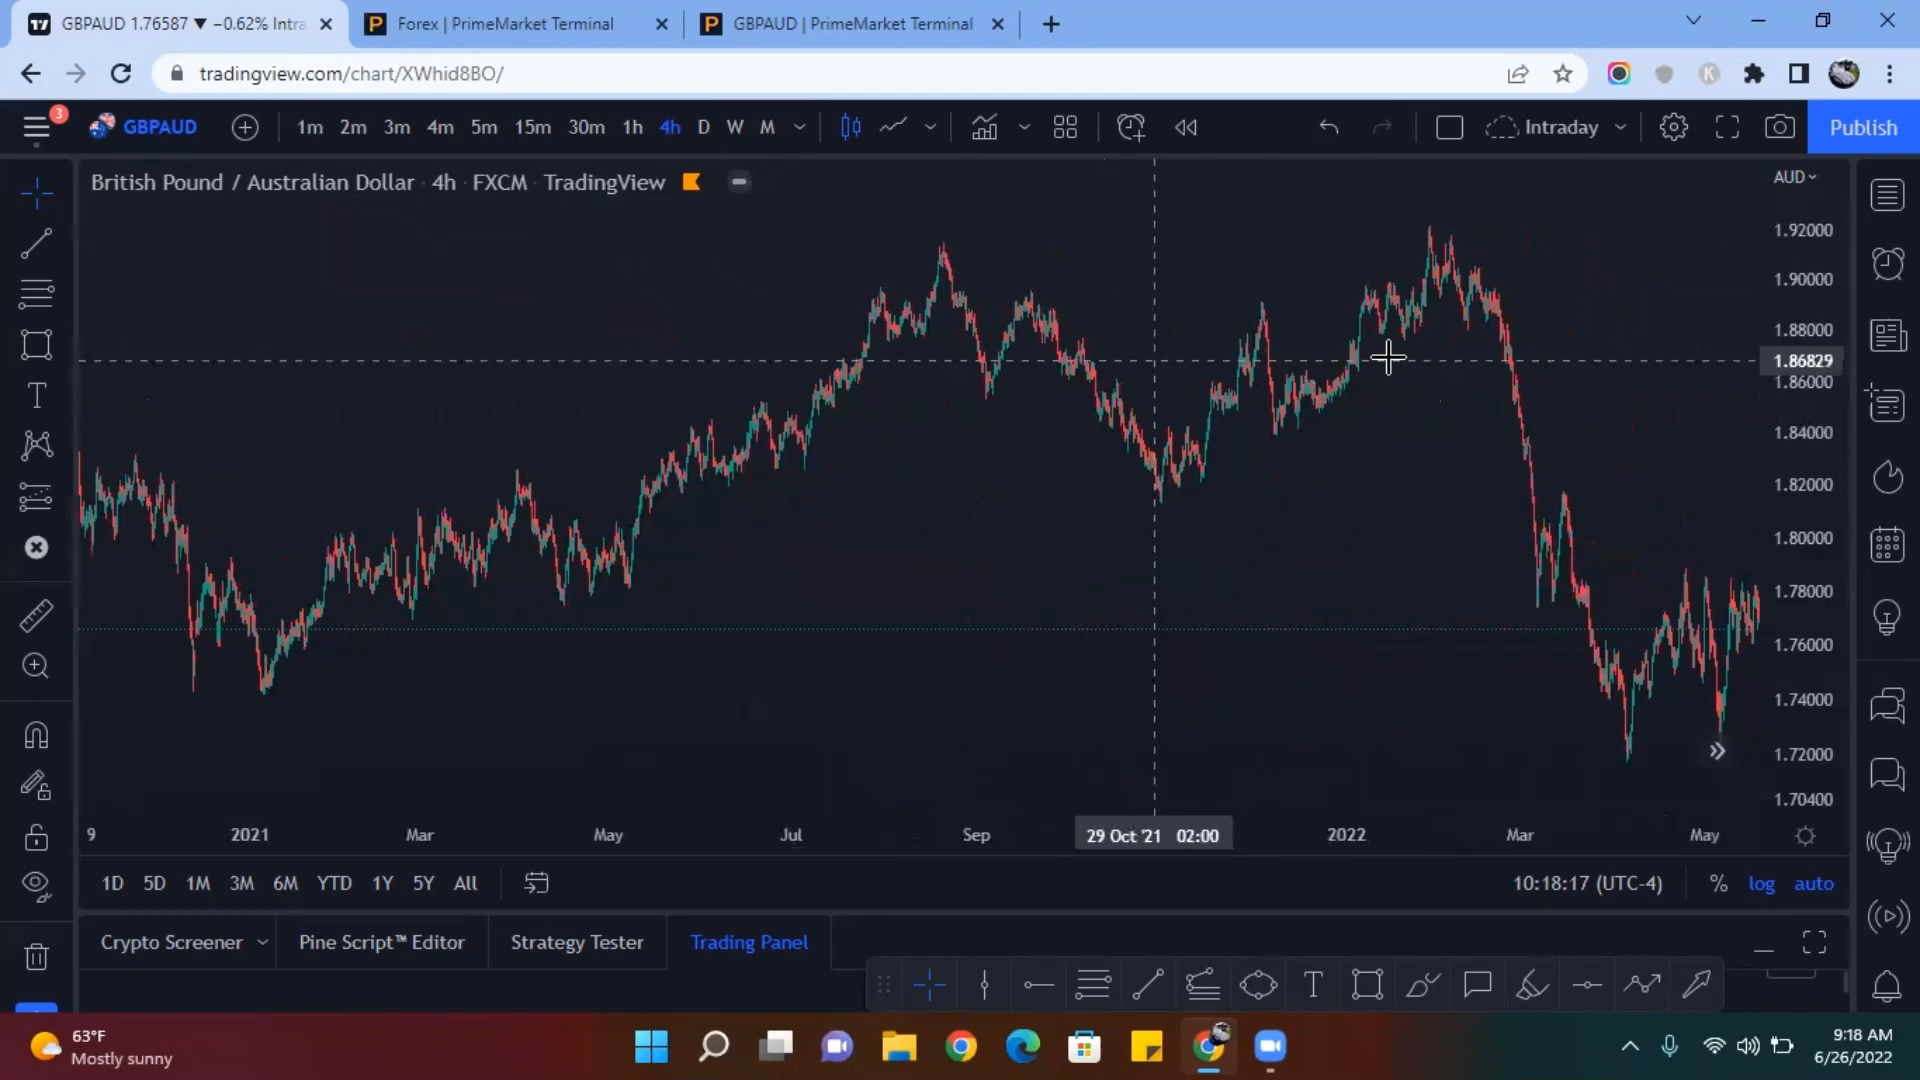 GBPAUD 1.76587 ▼ −0.62% Intra
Forex | PrimeMarket Terminal
GBPAUD | PrimeMarket Terminal
tradingview.com/chart/XWhid8BO/
K
3
GBPAUD
1m 2m 3m 4m 5m 15m 30m 1h 4h D W M
Intraday
Publish
British Pound / Australian Dollar · 4h · FXCM · TradingView
AUD
1.92000
1.90000
1.88000
1.86829
1.86000
1.84000
1.82000
1.80000
1.78000
1.76000
1.74000
1.72000
1.70400
9 2021 Mar May Jul Sep 29 Oct '21 02:00 2022 Mar May
1D 5D 1M 3M 6M YTD 1Y 5Y All
10:18:17 (UTC-4) % log auto
Crypto Screener Pine Script™ Editor Strategy Tester Trading Panel
63°F
Mostly sunny
9:18 AM
6/26/2022